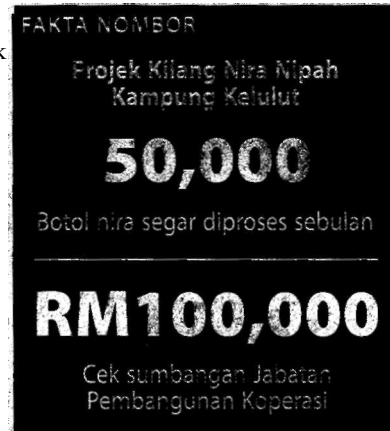 FAKTA NOMBOR
k
Projek Kilang Nira Nipah
Kampung Kelulut
50,000
Botol nira segar diproses sebulan
RM100,000
Cek sumbangan Jabatan
Pembangunan Koperasi